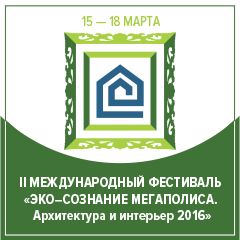 15 — 18 МАРТА
II МЕЖДУНАРОДНЫЙ ФЕСТИВАЛЬ
«ЭКО–СОЗНАНИЕ МЕГАПОЛИСА.
Архитектура и интерьер 2016»